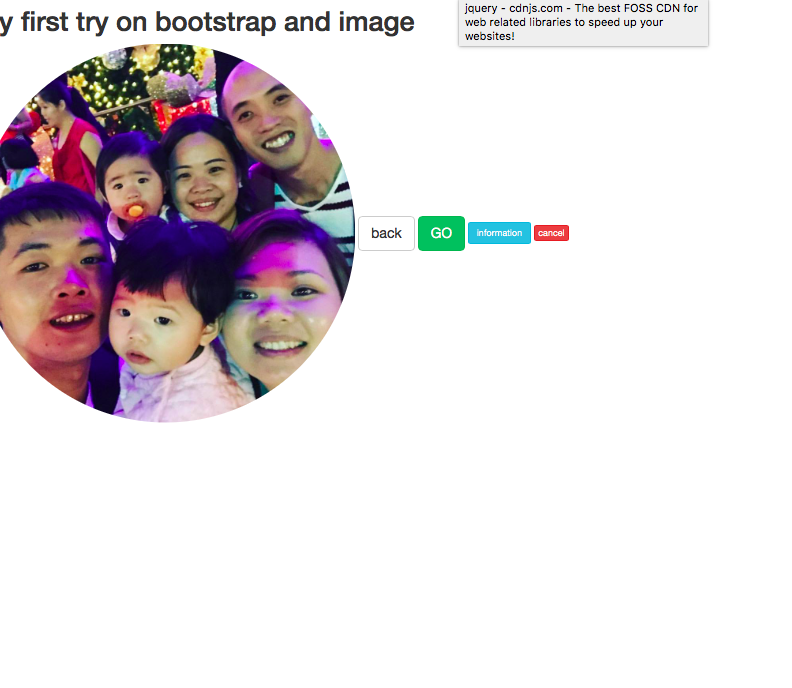 y first try on bootstrap and image
jquery - cdnjs.com - The best FOSS CDN for
web related libraries to speed up your
websites!
back GO information cancel